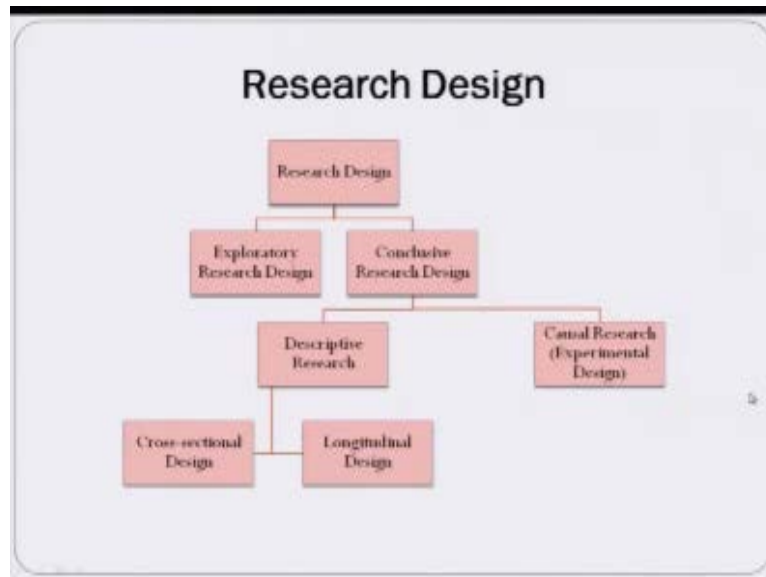 Research Design
Research Design
Exploratory
Research Design
Conclusive
Research Design
Descriptive
Research
Causal Research
(Experimental
Design)
Cross-sectional
Design
Longitudinal
Design